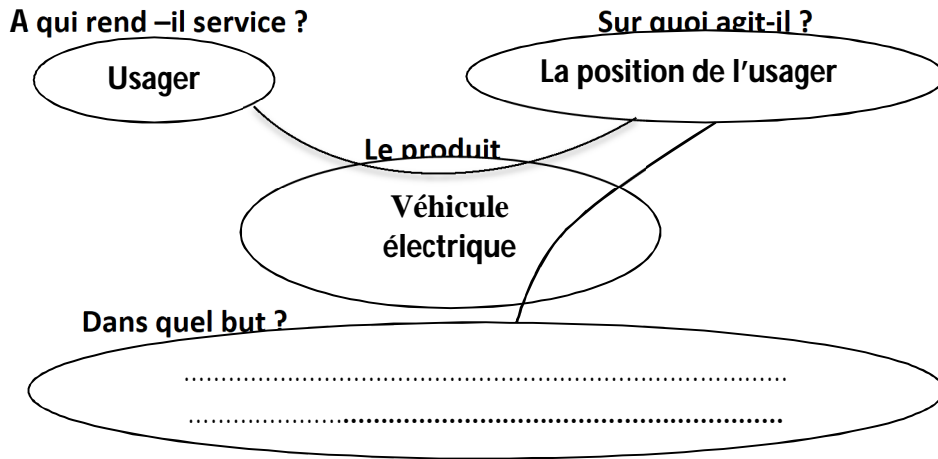 A qui rend –il service ?
Sur quoi agit-il ?
Usager
La position de l'usager
Le produit
Véhicule
électrique
Dans quel but ?
........................................................................................
........................................................................................